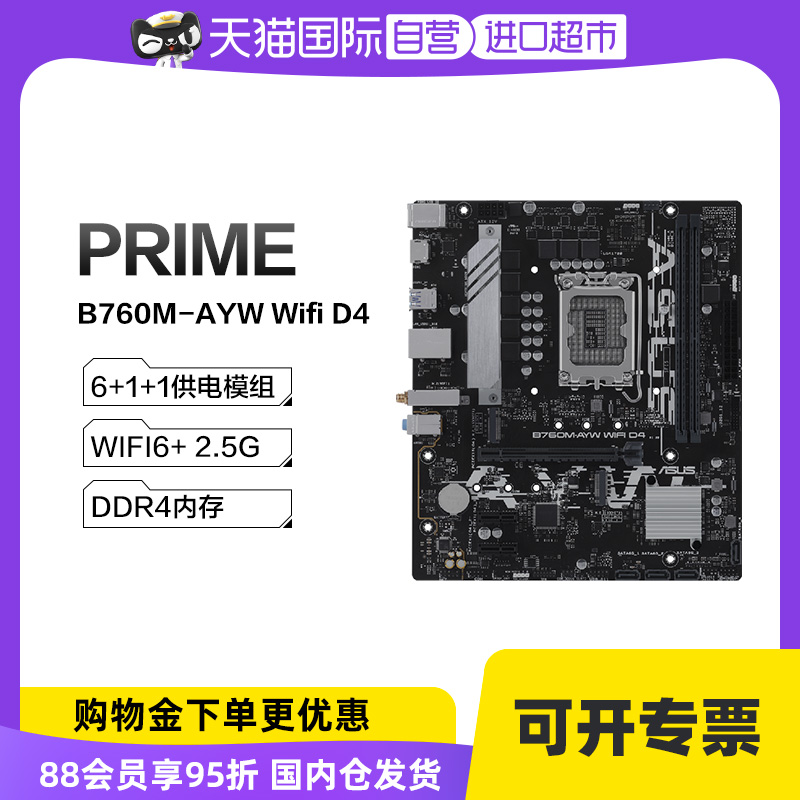 天猫国际 自营 进口超市
PRIME
B760M-AYW Wifi D4
6+1+1供电模组
WIFI6+ 2.5G
DDR4内存
ASUS
B760M-AYW WIFI D4
ASUS
购物金下单更优惠
可开专票
88会员享95折 国内仓发货